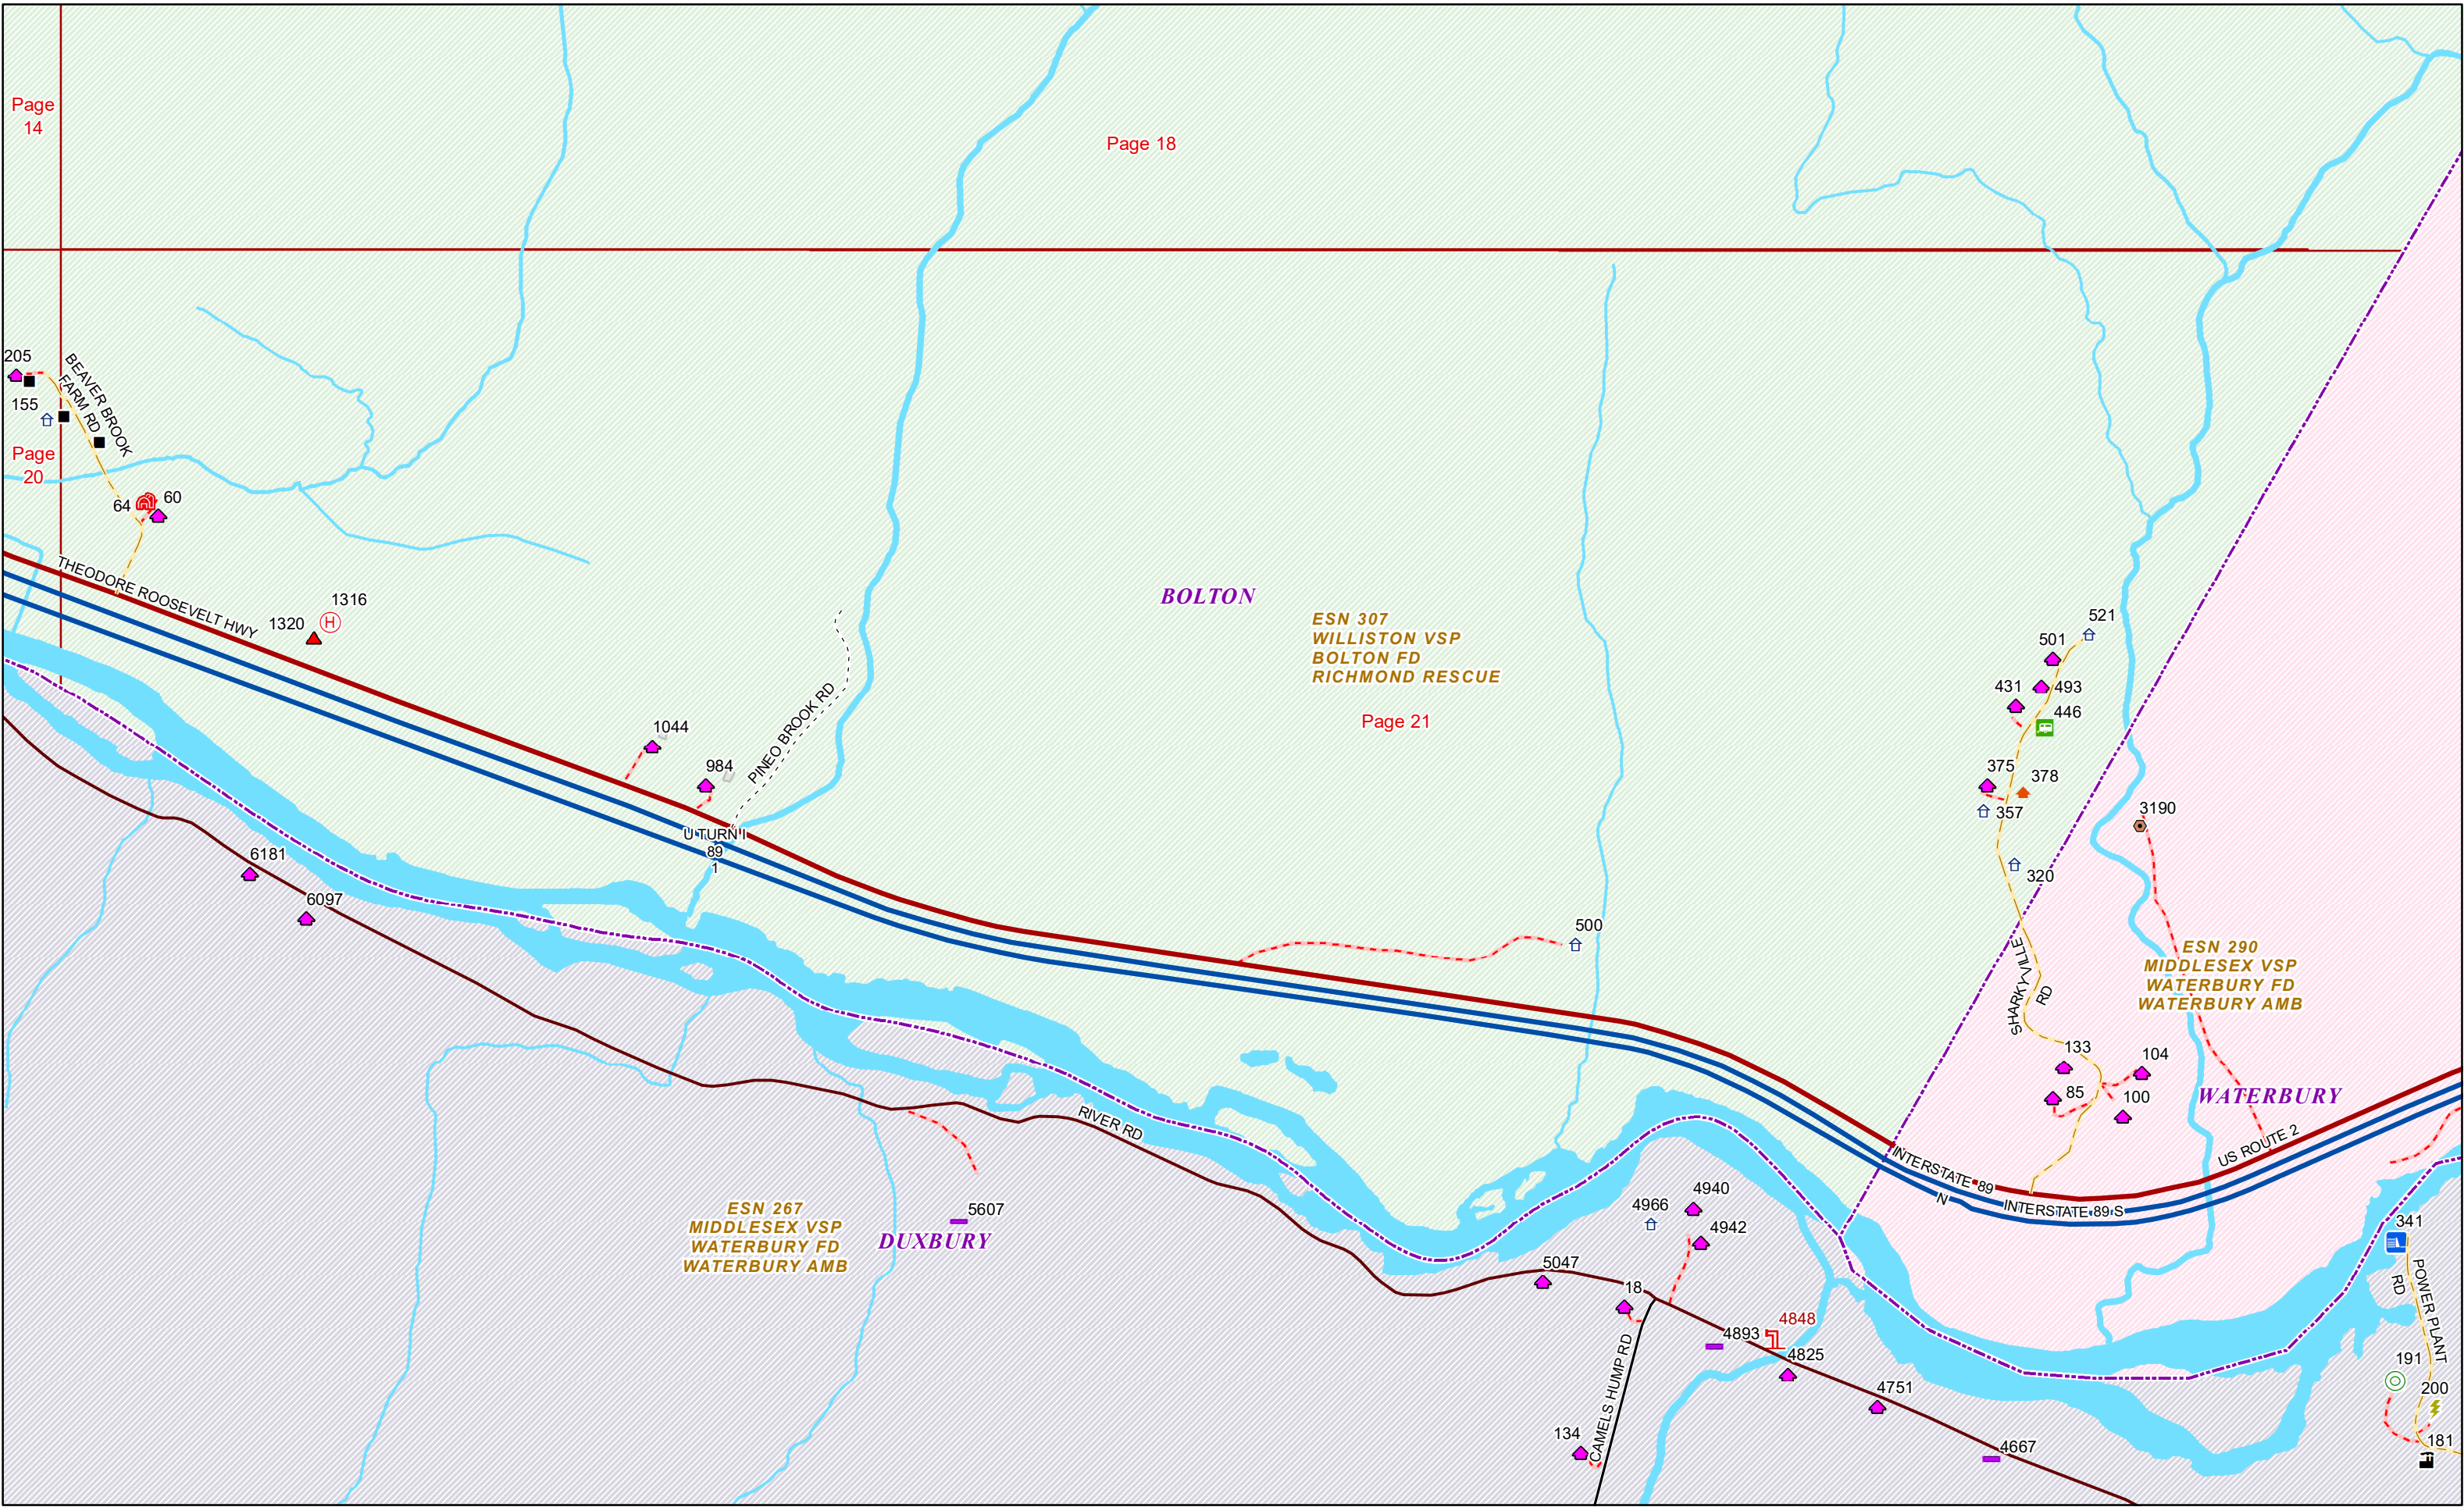 Page
14
Page 18
205
BEAVER BROOK
FARM RD
155
Page
20
64
60
THEODORE ROOSEVELT HWY
1316
1320
BOLTON
ESN 307
WILLISTON VSP
BOLTON FD
RICHMOND RESCUE
Page 21
521
501
493
431
446
375
378
357
320
3190
1044
984
PINEO BROOK RD
U TURN I
89
1
6181
6097
500
SHARKYVILLE
RD
ESN 290
MIDDLESEX VSP
WATERBURY FD
WATERBURY AMB
133
104
85
100
WATERBURY
RIVER RD
US ROUTE 2
INTERSTATE 89
N
INTERSTATE 89 S
ESN 267
MIDDLESEX VSP
WATERBURY FD
WATERBURY AMB
DUXBURY
5607
4966
4940
4942
5047
18
341
POWER PLANT
RD
4893
4848
4825
4751
CAMELS HUMP RD
134
4667
191
200
181